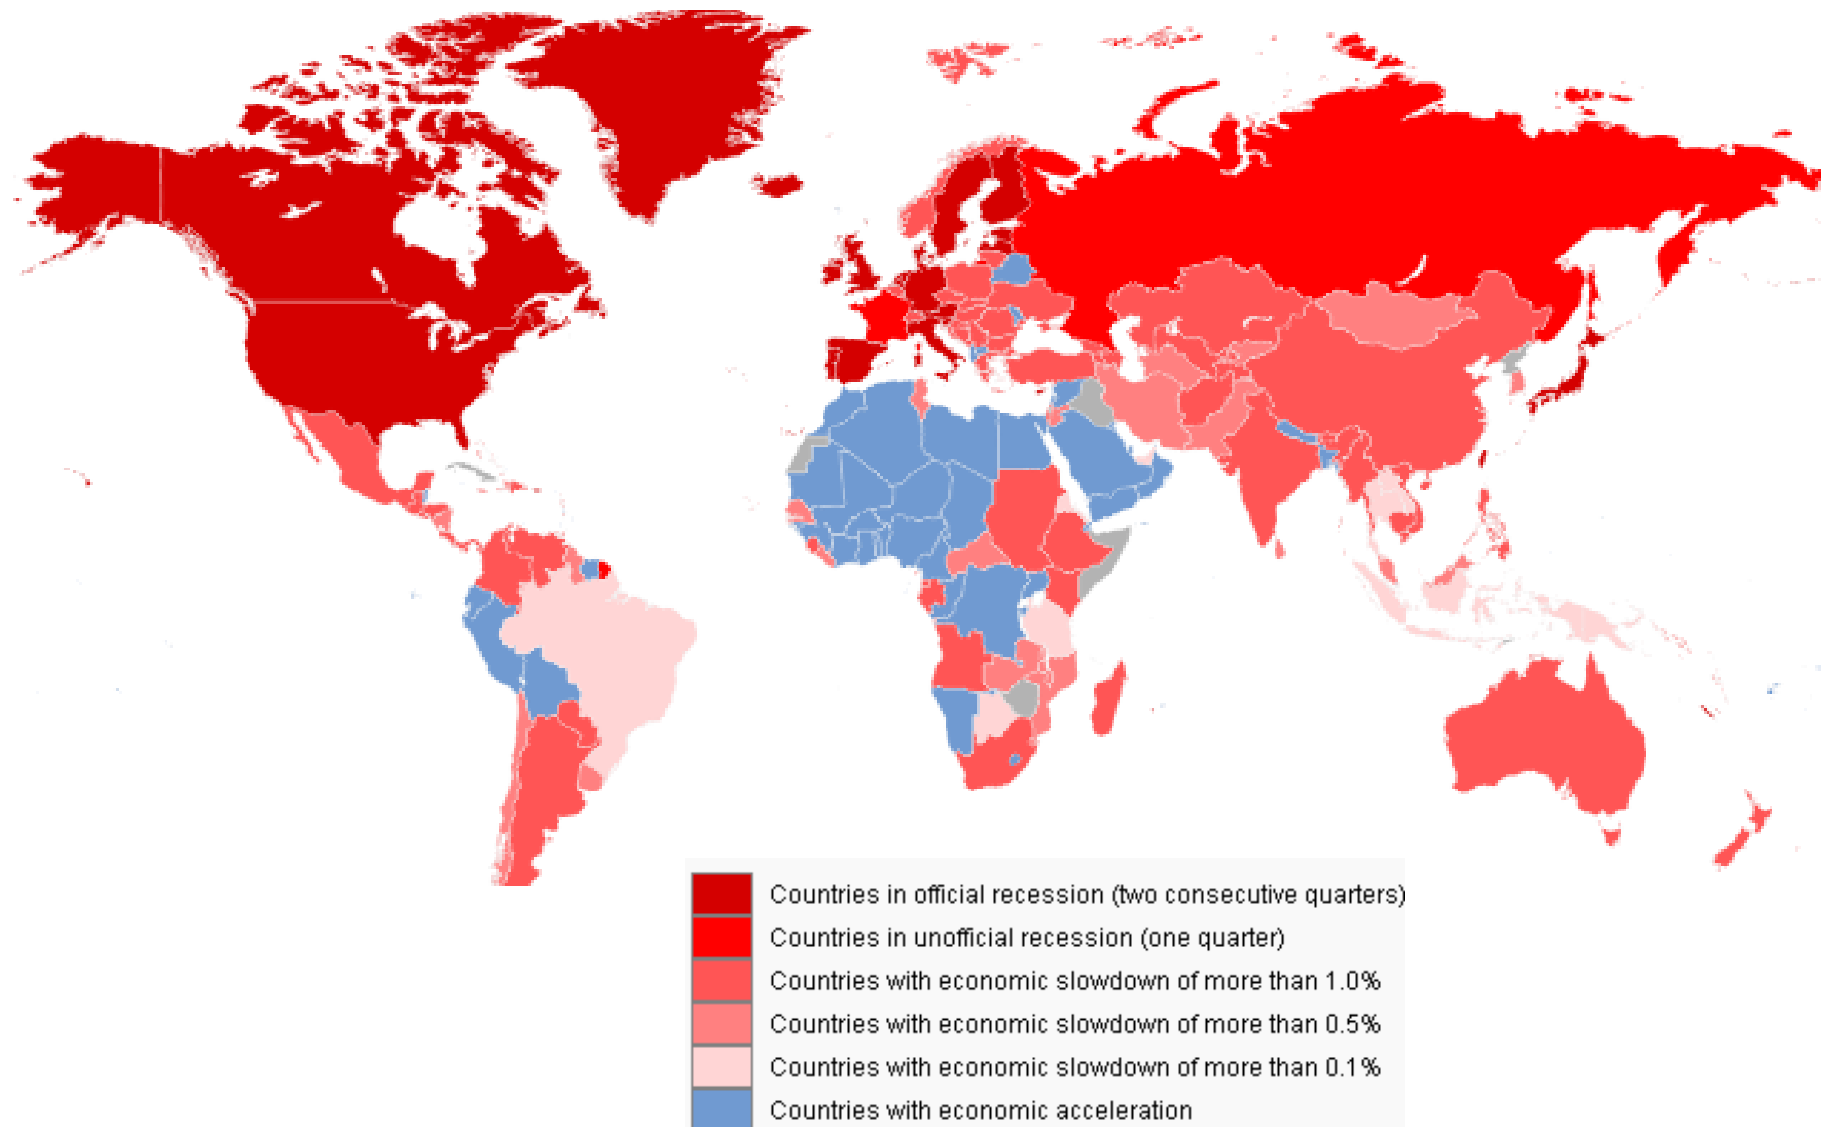 Countries in official recession (two consecutive quarters)
Countries in unofficial recession (one quarter)
Countries with economic slowdown of more than 1.0%
Countries with economic slowdown of more than 0.5%
Countries with economic slowdown of more than 0.1%
Countries with economic acceleration